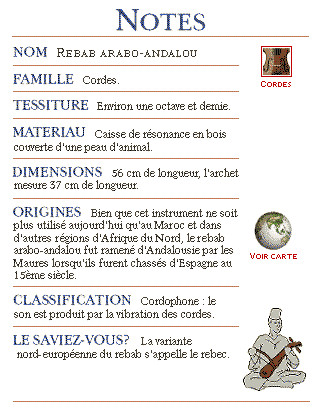 NOTES
NOM REBAB ARABO-ANDALOU
FAMILLE Cordes.
CORDES
TESSITURE Environ une octave et demie.
MATERIAU Caisse de résonance en bois
couverte d'une peau d'animal.
DIMENSIONS 56 cm de longueur, l'archet
mesure 37 cm de longueur.
ORIGINES Bien que cet instrument ne soit
plus utilisé aujourd'hui qu'au Maroc et dans
d'autres régions d'Afrique du Nord, le rebab
arabo-andalou fut ramené d'Andalousie par les
Maures lorsqu'ils furent chassés d'Espagne au
15ème siècle.
VOIR CARTE
CLASSIFICATION Cordophone : le
son est produit par la vibration des cordes.
LE SAVIEZ-VOUS? La variante
nord-européenne du rebab s'appelle le rebec.